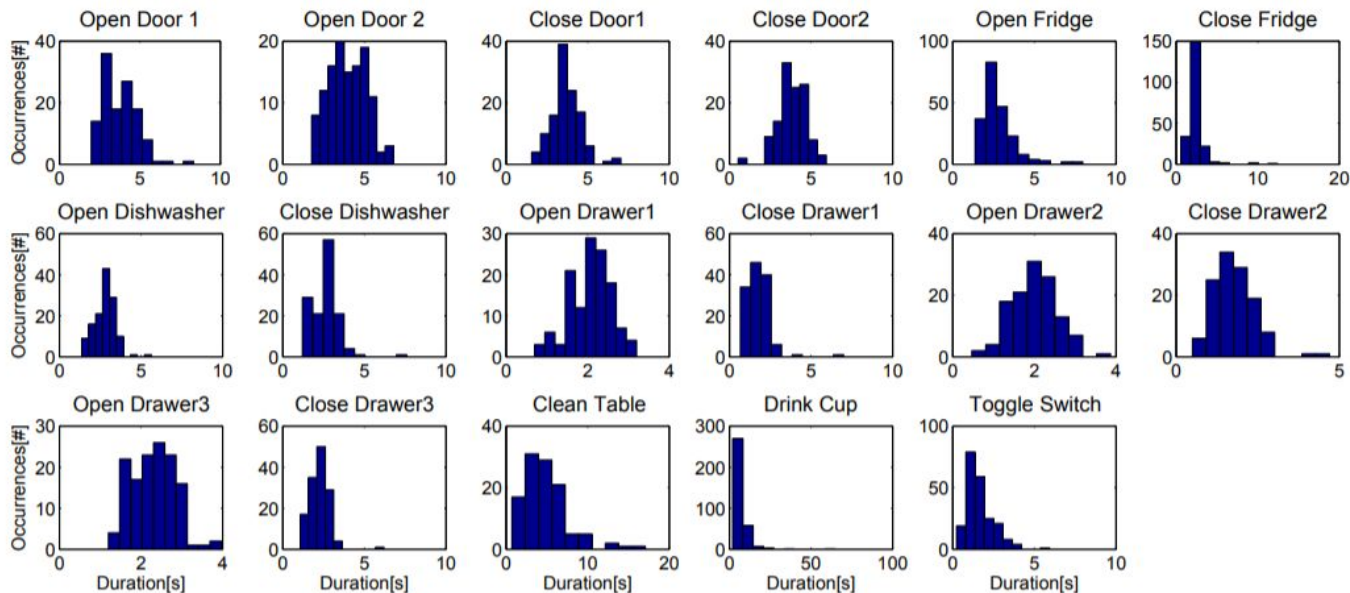 Open Door 1 Open Door 2 Close Door1 Close Door2 Open Fridge Close Fridge
Occurrences[#]
40 20 0
20 10 0
40 20 0
40 20 0
100 50 0
150 100 50 0
0 5 10 0 5 10 0 5 10 0 5 10 0 5 10 0 10 20
Open Dishwasher Close Dishwasher Open Drawer1 Close Drawer1 Open Drawer2 Close Drawer2
Occurrences[#]
60 40 20 0
60 40 20 0
30 20 10 0
60 40 20 0
40 20 0
40 20 0
0 5 10 0 5 10 0 2 4 0 5 10 0 2 4 0 5
Open Drawer3 Close Drawer3 Clean Table Drink Cup Toggle Switch
Occurrences[#]
30 20 10 0
60 40 20 0
40 20 0
300 200 100 0
100 50 0
0 2 4 0 5 10 0 10 20 0 50 100 0 5 10
Duration[s] Duration[s] Duration[s] Duration[s] Duration[s]